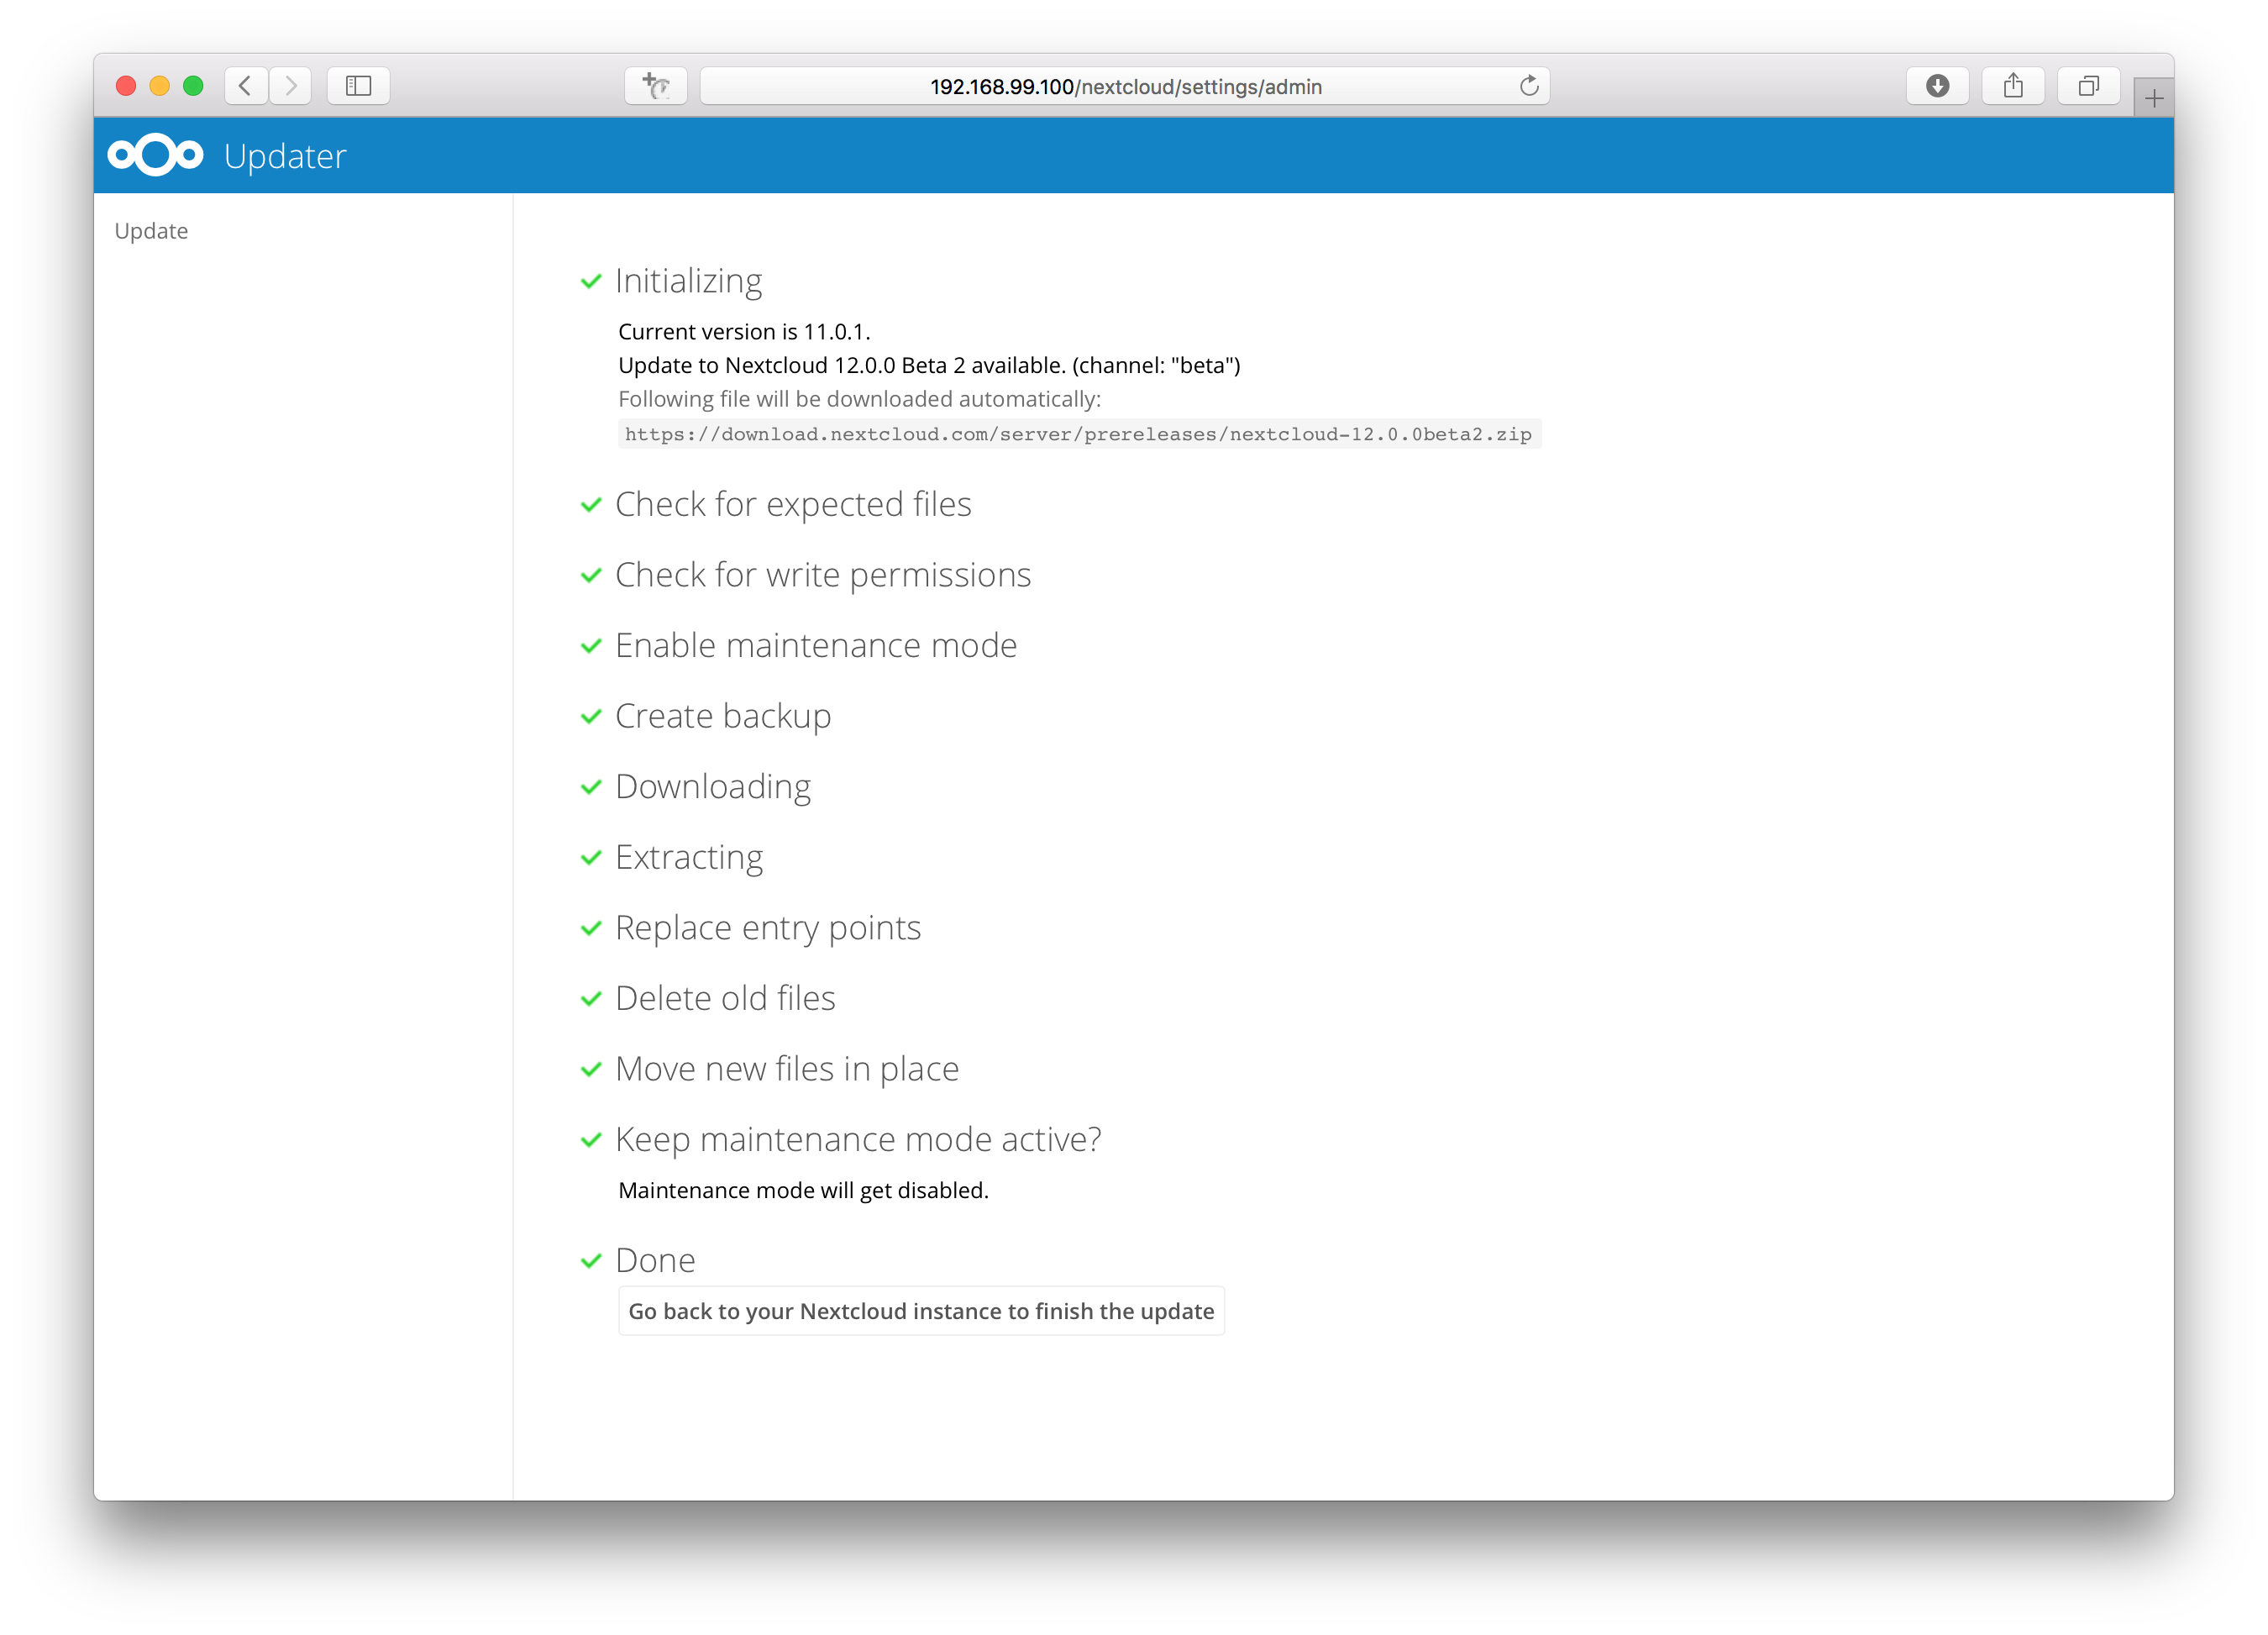 192.168.99.100/nextcloud/settings/admin
Updater
Update
Initializing
Current version is 11.0.1.
Update to Nextcloud 12.0.0 Beta 2 available. (channel: "beta")
Following file will be downloaded automatically:
https://download.nextcloud.com/server/prereleases/nextcloud-12.0.0beta2.zip
Check for expected files
Check for write permissions
Enable maintenance mode
Create backup
Downloading
Extracting
Replace entry points
Delete old files
Move new files in place
Keep maintenance mode active?
Maintenance mode will get disabled.
Done
Go back to your Nextcloud instance to finish the update